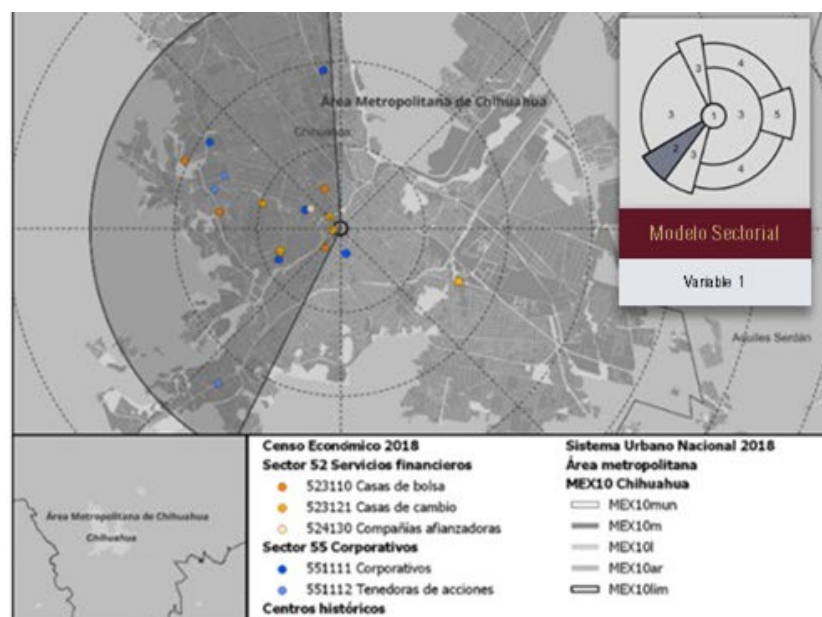 Área Metropolitana de Chihuahua
Chihuahua
Aquiles Serdán
4
3
3
1
3
5
2
3
4
Modelo Sectorial
Variable 1
Área Metropolitana de Chihuahua
Chihuahua
Censo Económico 2018
Sector 52 Servicios financieros
523110 Casas de bolsa
523121 Casas de cambio
524130 Compañías afianzadoras
Sector 55 Corporativos
551111 Corporativos
551112 Tenedoras de acciones
Centros históricos
Sistema Urbano Nacional 2018
Área metropolitana
MEX10 Chihuahua
MEX10mun
MEX10m
MEX10l
MEX10ar
MEX10lim